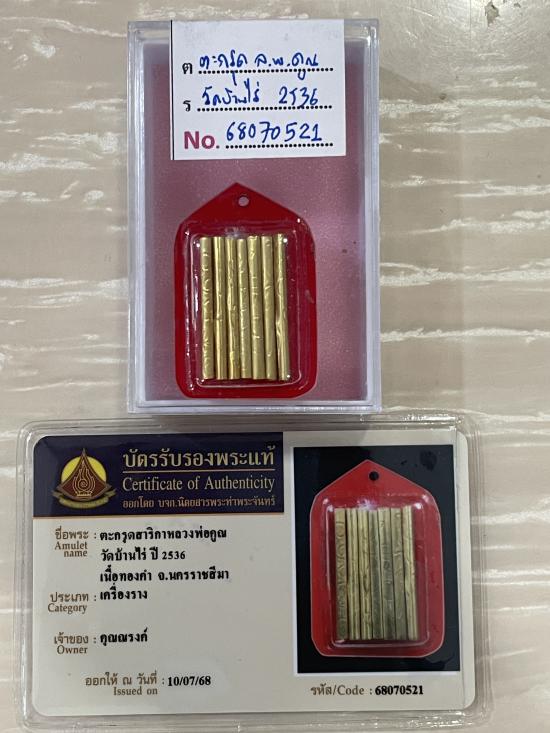 ต ตะกรุด ล.พ.คูณ
ร วัดบ้านไร่ 2536
No. 68070521
บัตรรับรองพระแท้
Certificate of Authenticity
ออกโดย บจก.นิตยสารพระท่าพระจันทร์
ชื่อพระ : ตะกรุดสาริกาหลวงพ่อคูณ
Amulet name
วัดบ้านไร่ ปี 2536
เนื้อทองคำ จ.นครราชสีมา
ประเภท : เครื่องราง
Category
เจ้าของ : คุณณรงค์
Owner
ออกให้ ณ วันที่ : 10/07/68
Issued on
รหัส/Code : 68070521